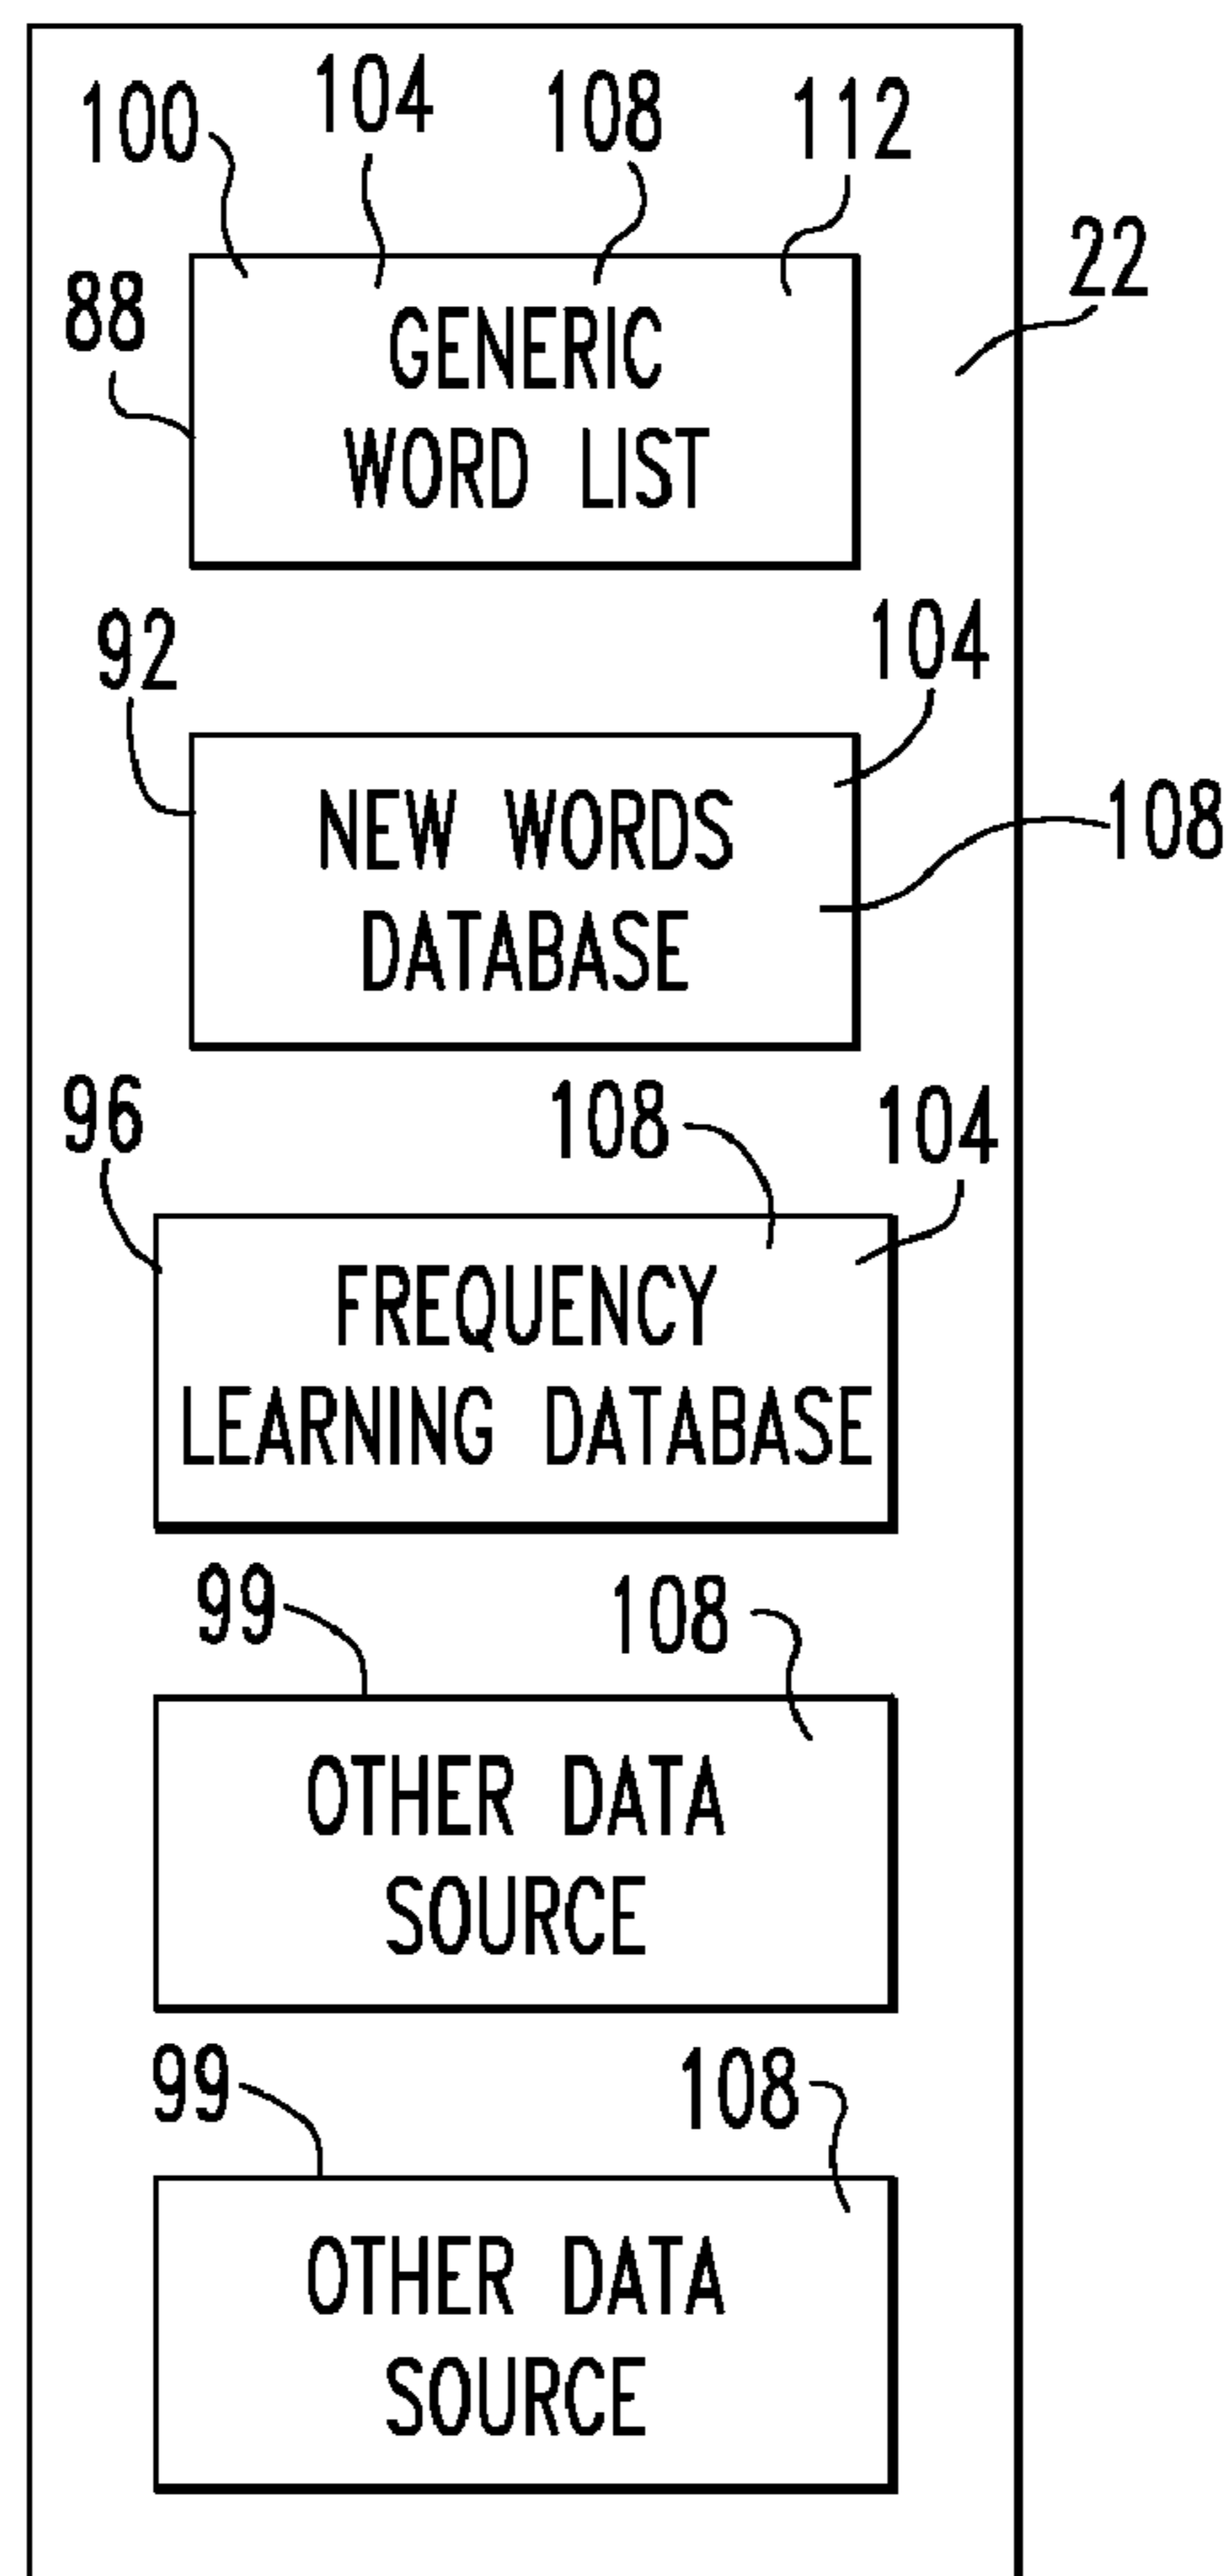 100 104 108 112
22
88
GENERIC
WORD LIST
92
104
NEW WORDS
108
DATABASE
96 108 104
FREQUENCY
LEARNING DATABASE
99 108
OTHER DATA
SOURCE
99 108
OTHER DATA
SOURCE